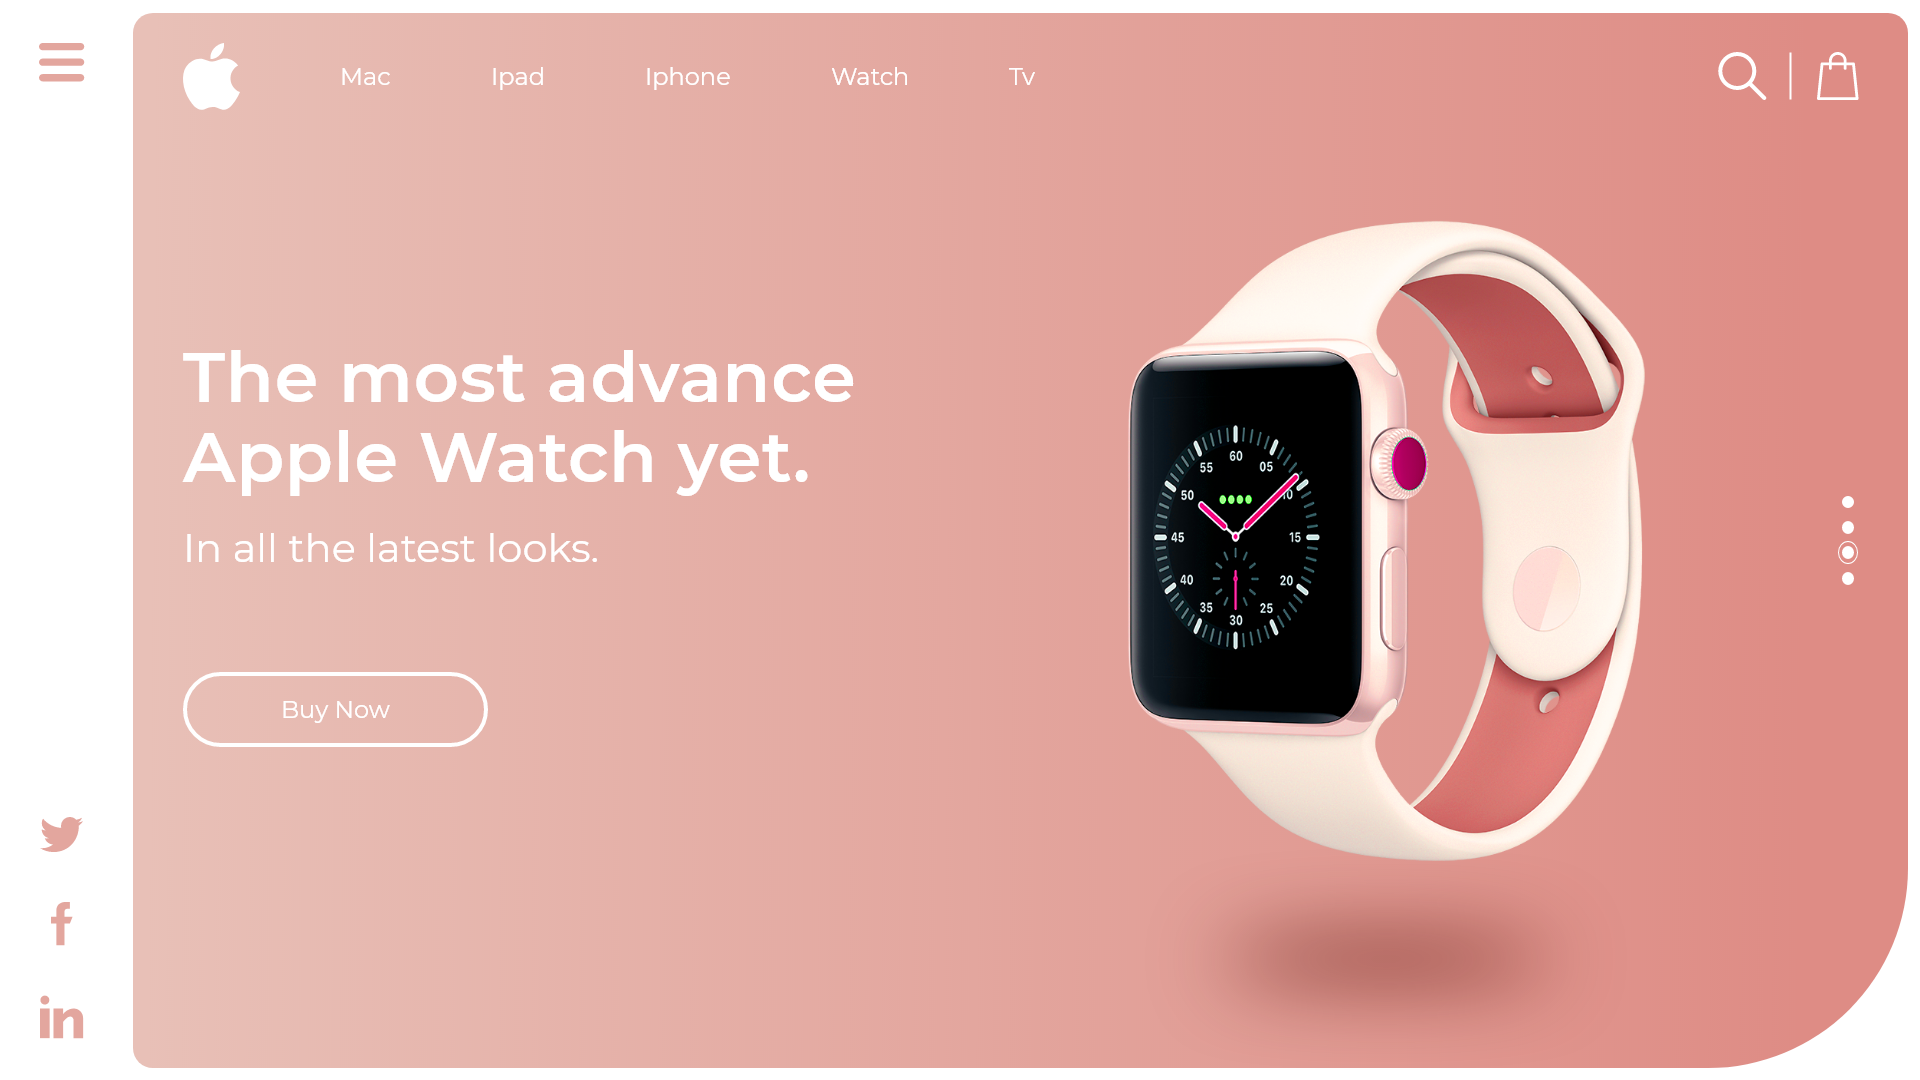 Mac Ipad Iphone Watch Tv
The most advance
Apple Watch yet.
In all the latest looks.
Buy Now
60
55 05
50 10
45 15
40 20
35 25
30
f
in